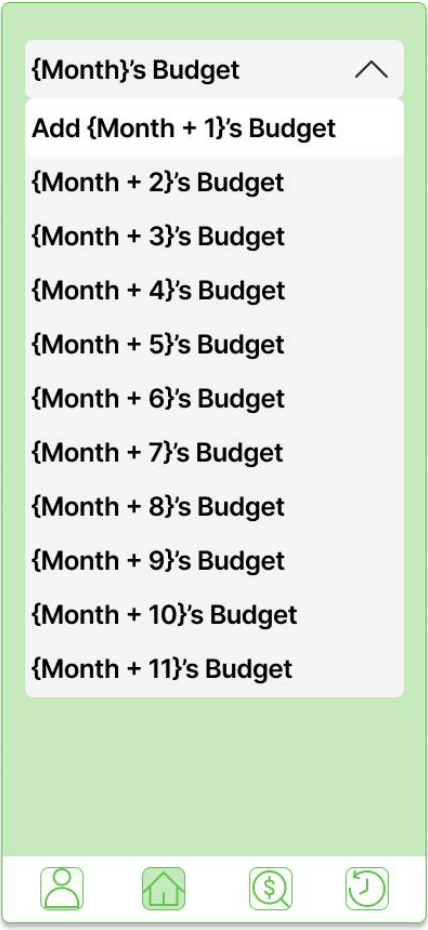 {Month}’s Budget
Add {Month + 1}’s Budget
{Month + 2}’s Budget
{Month + 3}’s Budget
{Month + 4}’s Budget
{Month + 5}’s Budget
{Month + 6}’s Budget
{Month + 7}’s Budget
{Month + 8}’s Budget
{Month + 9}’s Budget
{Month + 10}’s Budget
{Month + 11}’s Budget
$